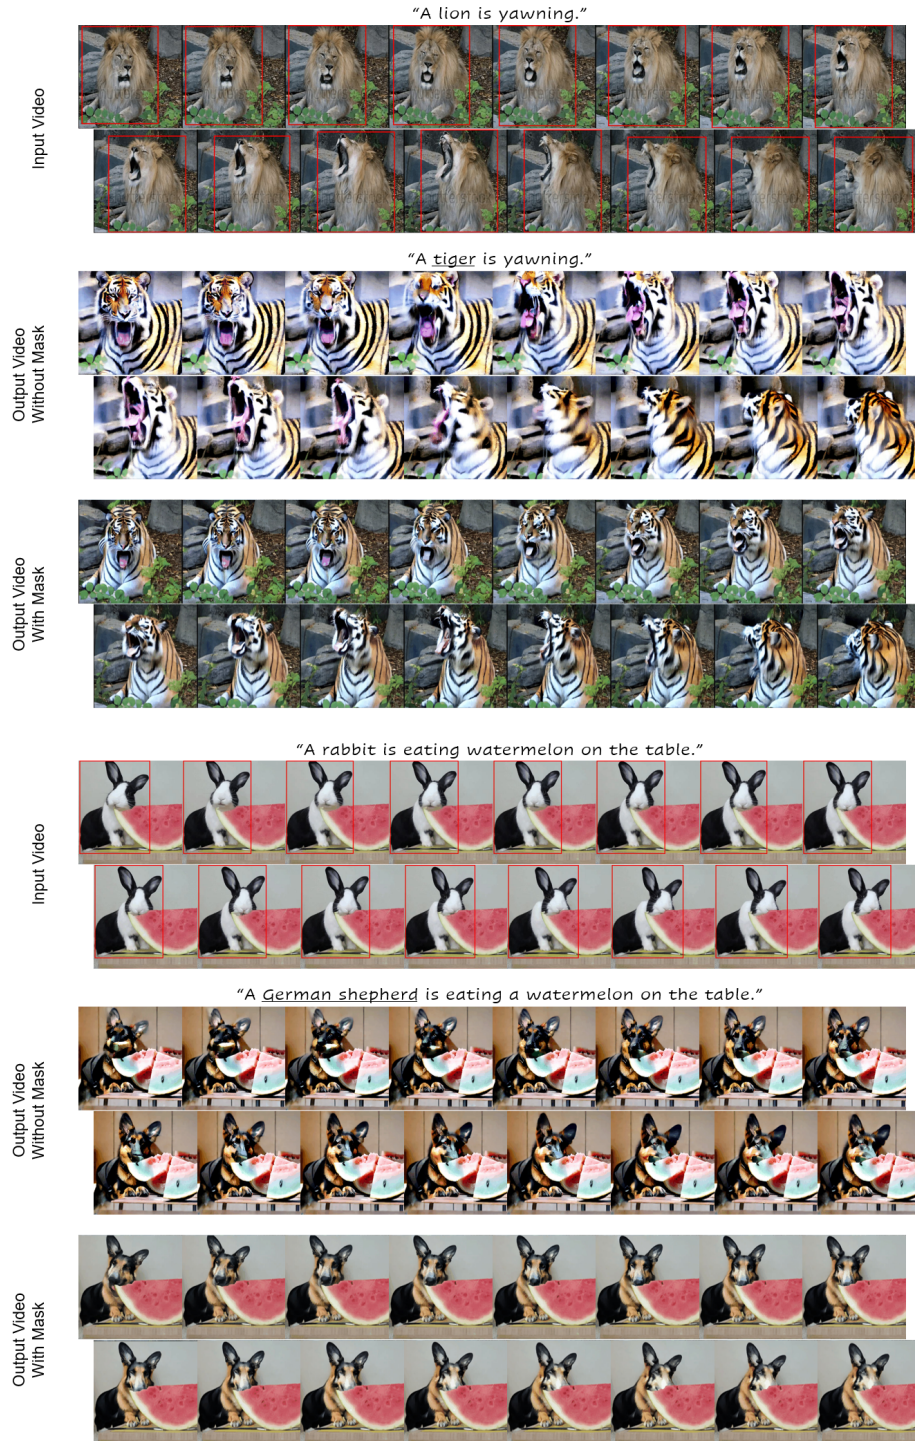 “A lion is yawning.”
Input Video
“A tiger is yawning.”
Output Video
Without Mask
Output Video
With Mask
“A rabbit is eating watermelon on the table.”
Input Video
“A German shepherd is eating a watermelon on the table.”
Output Video
Without Mask
Output Video
With Mask